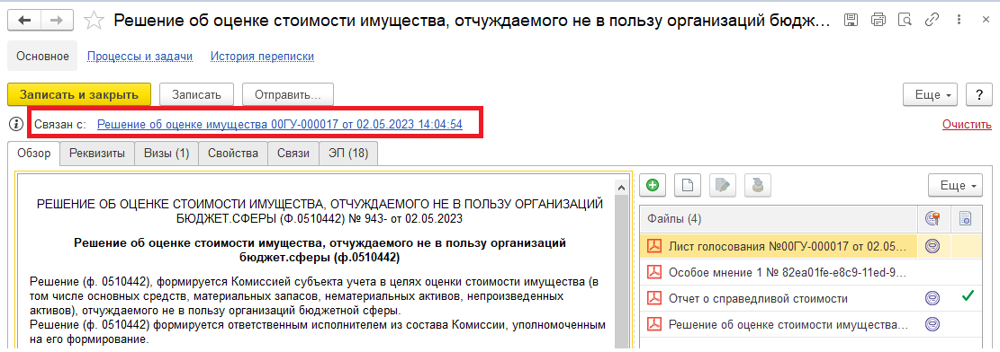 Решение об оценке стоимости имущества, отчуждаемого не в пользу организаций бюдж...
Основное Процессы и задачи История переписки
Записать и закрыть Записать Отправить... Еще ?
Связан с: Решение об оценке имущества 00ГУ-000017 от 02.05.2023 14:04:54 Очистить
Обзор Реквизиты Визы (1) Свойства Связи ЭП (18)
РЕШЕНИЕ ОБ ОЦЕНКЕ СТОИМОСТИ ИМУЩЕСТВА, ОТЧУЖДАЕМОГО НЕ В ПОЛЬЗУ ОРГАНИЗАЦИЙ
БЮДЖЕТ.СФЕРЫ (Ф.0510442) № 943- от 02.05.2023
Решение об оценке стоимости имущества, отчуждаемого не в пользу организаций
бюджет.сферы (ф.0510442)
Решение (ф. 0510442), формируется Комиссией субъекта учета в целях оценки стоимости имущества (в
том числе основных средств, материальных запасов, нематериальных активов, непроизведенных
активов), отчуждаемого не в пользу организаций бюджетной сферы.
Решение (ф. 0510442) формируется ответственным исполнителем из состава Комиссии, уполномоченным
на его формирование.
Еще
Файлы (4)
Лист голосования №00ГУ-000017 от 02.05...
Особое мнение 1 № 82ea01fe-e8c9-11ed-9...
Отчет о справедливой стоимости
Решение об оценке стоимости имущества...